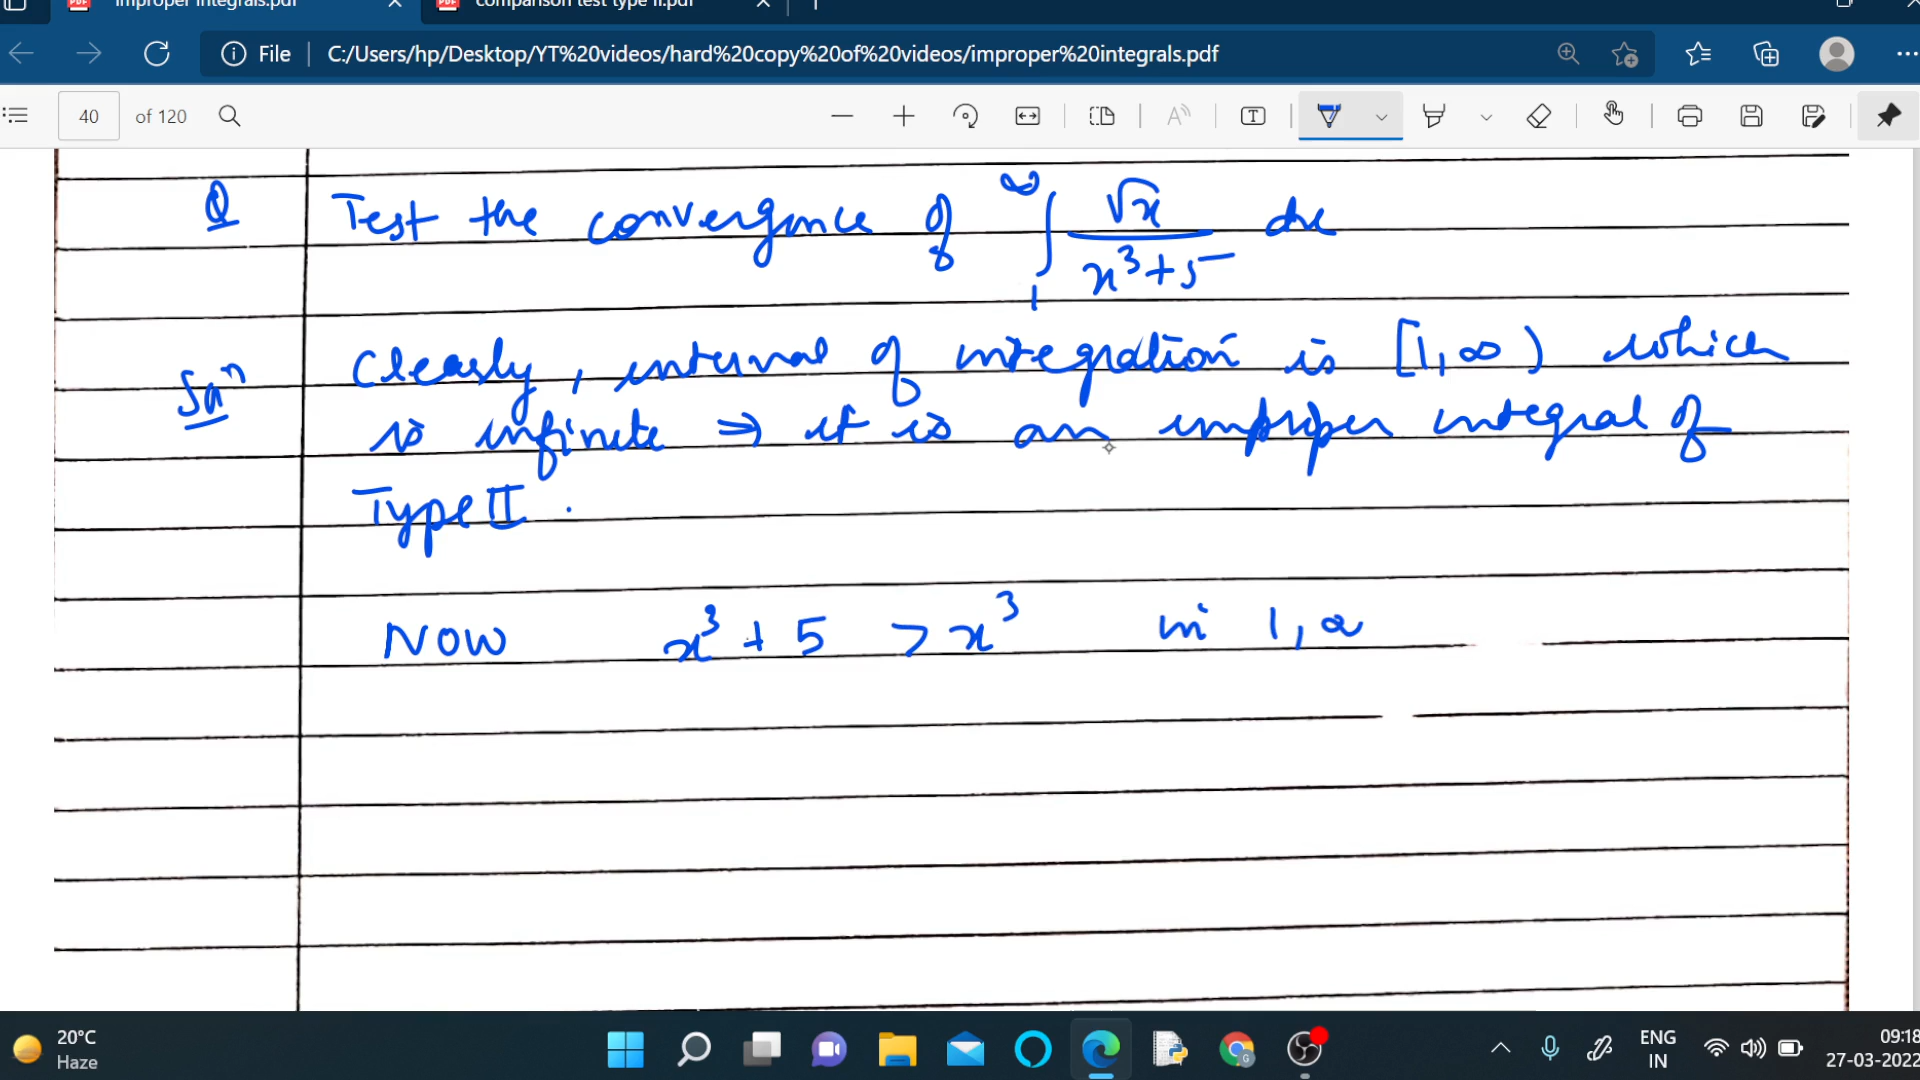 improper integrals.pdf
comparison test type II.pdf
File
C:/Users/hp/Desktop/YT%20videos/hard%20copy%20of%20videos/improper%20integrals.pdf
40 of 120
Q Test the convergence of ∫₁^∞ √x / (x³+5) dx
Solⁿ Clearly, interval of integration is [1, ∞) which
is infinite ⇒ it is an improper integral of
Type II .
Now x³ + 5 > x³ in 1, ∞
20°C
Haze
ENG
IN
09:18
27-03-2022